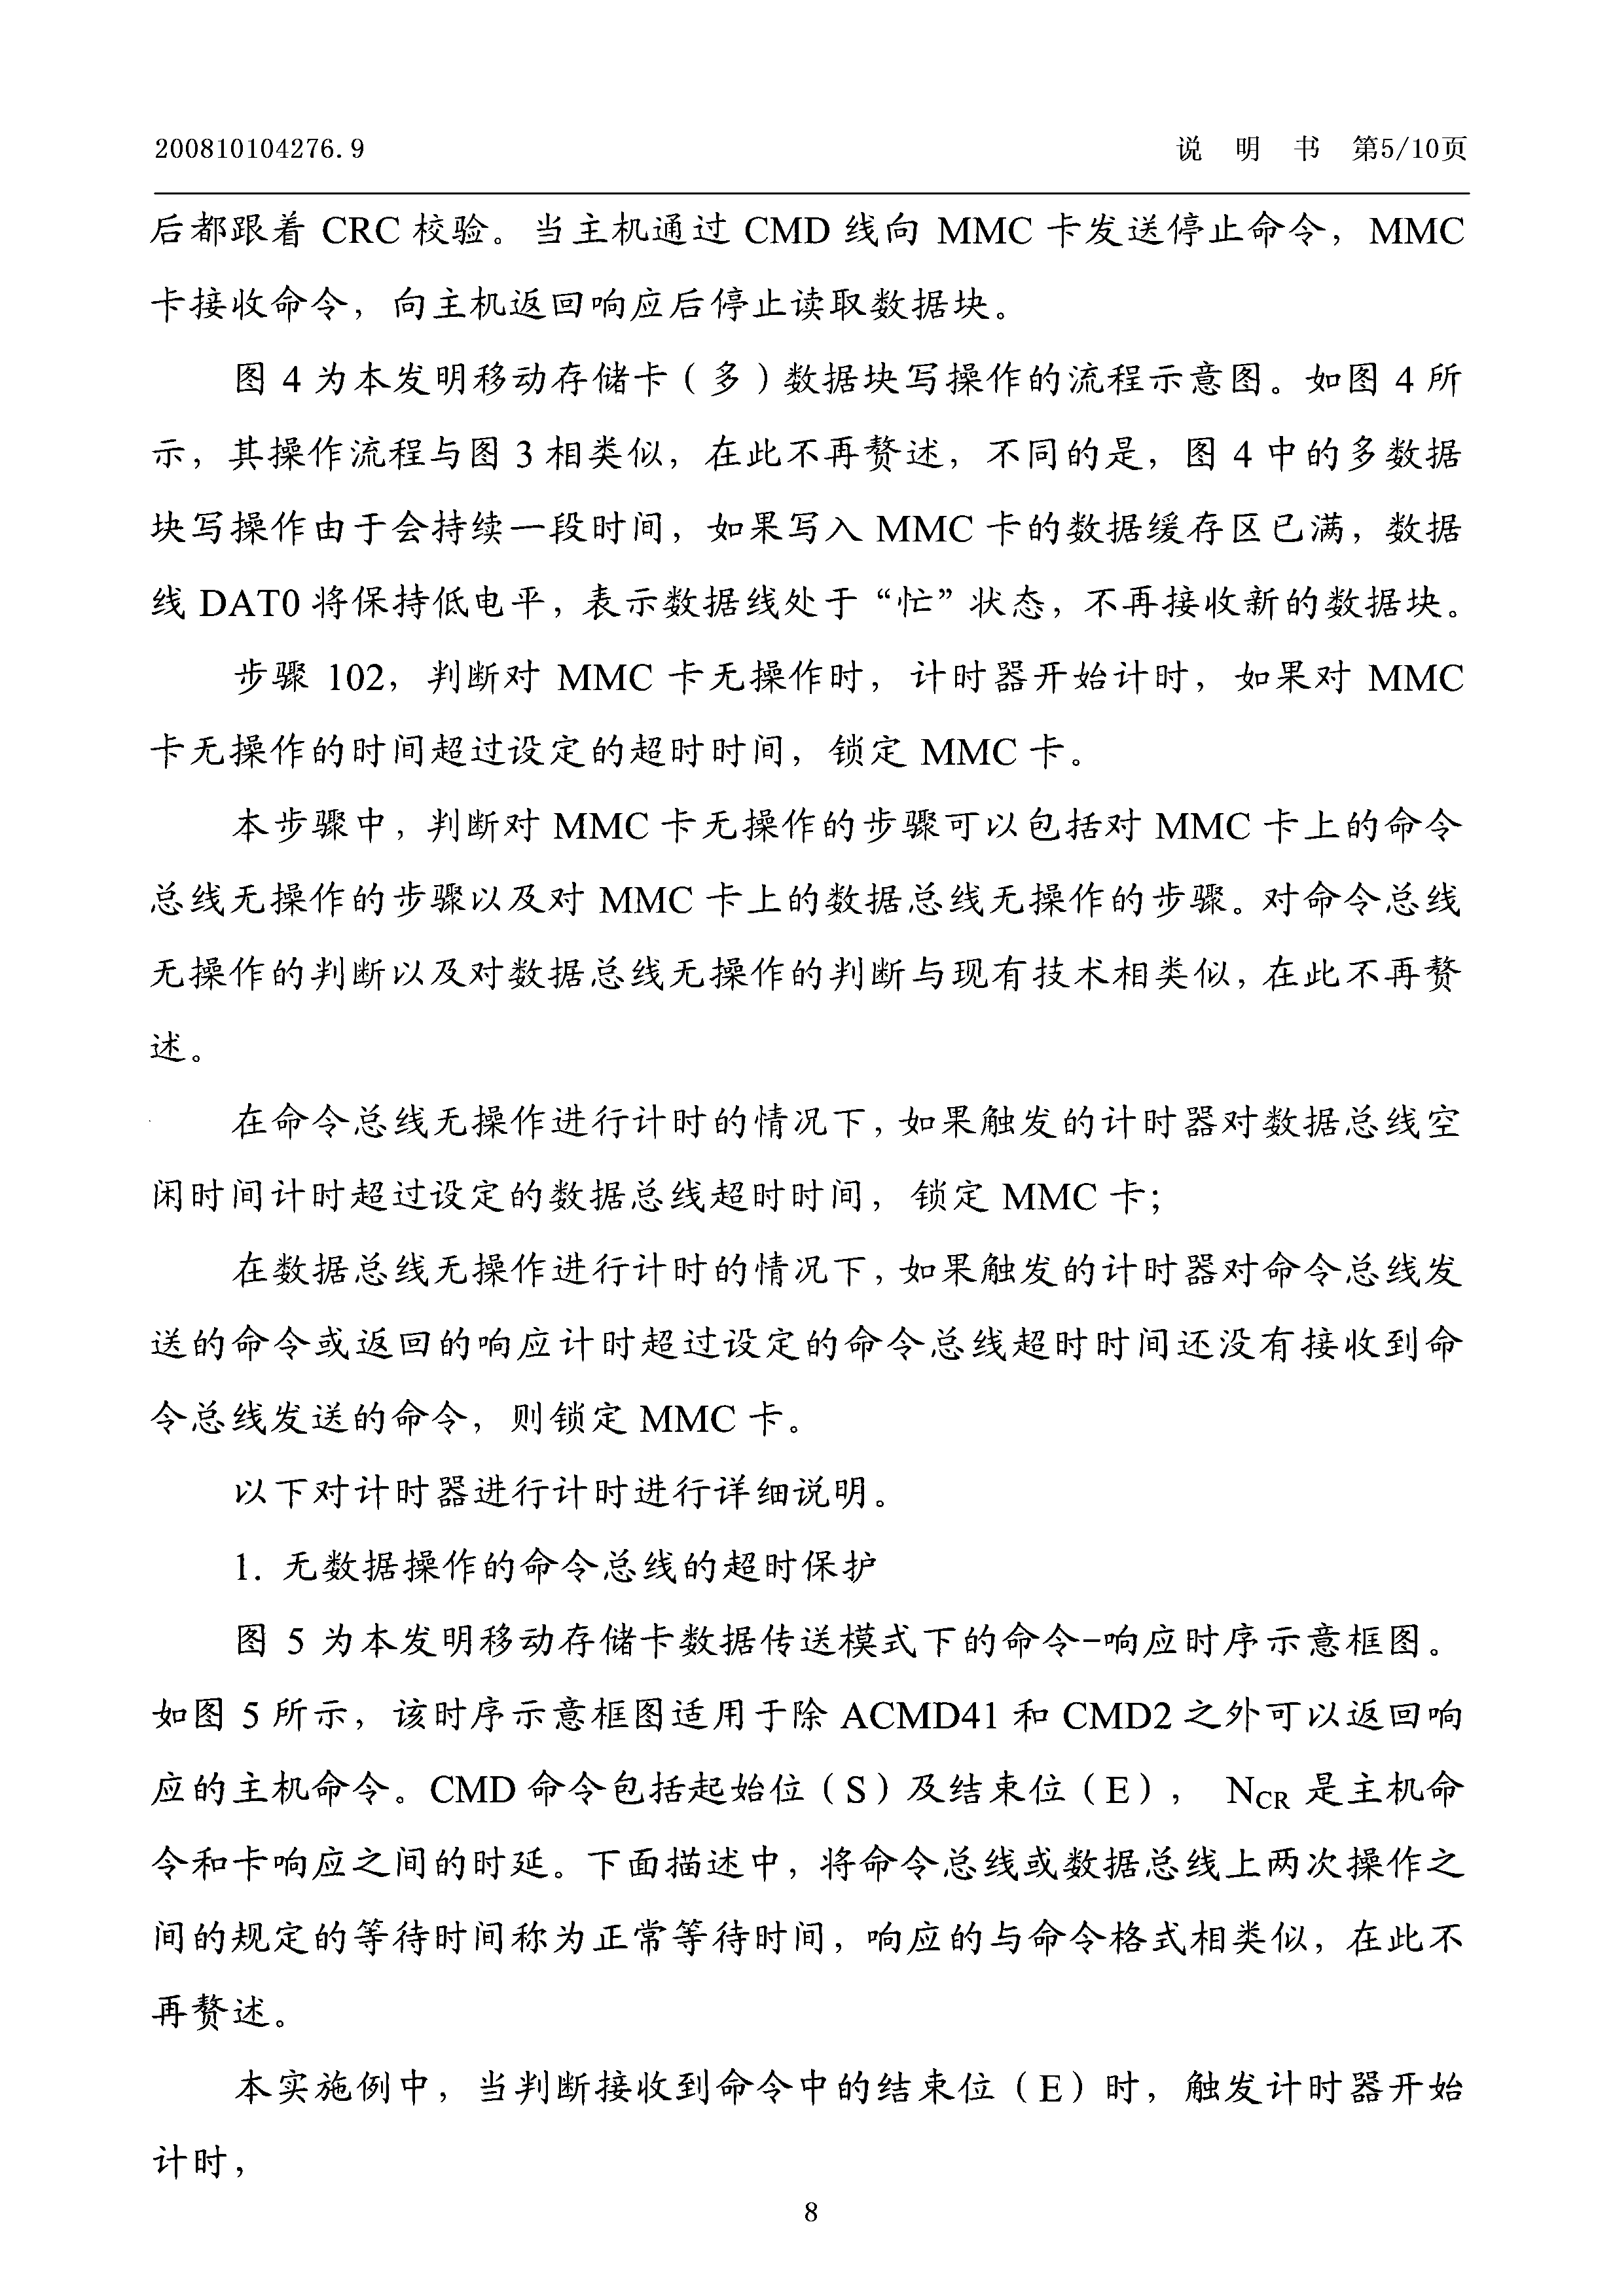 200810104276.9 说 明 书 第5/10页
后都跟着 CRC 校验。当主机通过 CMD 线向 MMC 卡发送停止命令，MMC
卡接收命令，向主机返回响应后停止读取数据块。
图 4 为本发明移动存储卡（多）数据块写操作的流程示意图。如图 4 所
示，其操作流程与图 3 相类似，在此不再赘述，不同的是，图 4 中的多数据
块写操作由于会持续一段时间，如果写入 MMC 卡的数据缓存区已满，数据
线 DAT0 将保持低电平，表示数据线处于“忙”状态，不再接收新的数据块。
步骤 102，判断对 MMC 卡无操作时，计时器开始计时，如果对 MMC
卡无操作的时间超过设定的超时时间，锁定 MMC 卡。
本步骤中，判断对 MMC 卡无操作的步骤可以包括对 MMC 卡上的命令
总线无操作的步骤以及对 MMC 卡上的数据总线无操作的步骤。对命令总线
无操作的判断以及对数据总线无操作的判断与现有技术相类似，在此不再赘
述。
在命令总线无操作进行计时的情况下，如果触发的计时器对数据总线空
闲时间计时超过设定的数据总线超时时间，锁定 MMC 卡；
在数据总线无操作进行计时的情况下，如果触发的计时器对命令总线发
送的命令或返回的响应计时超过设定的命令总线超时时间还没有接收到命
令总线发送的命令，则锁定 MMC 卡。
以下对计时器进行计时进行详细说明。
1. 无数据操作的命令总线的超时保护
图 5 为本发明移动存储卡数据传送模式下的命令-响应时序示意框图。
如图 5 所示，该时序示意框图适用于除 ACMD41 和 CMD2 之外可以返回响
应的主机命令。CMD 命令包括起始位（S）及结束位（E）， NCR 是主机命
令和卡响应之间的时延。下面描述中，将命令总线或数据总线上两次操作之
间的规定的等待时间称为正常等待时间，响应的与命令格式相类似，在此不
再赘述。
本实施例中，当判断接收到命令中的结束位（E）时，触发计时器开始
计时，
8